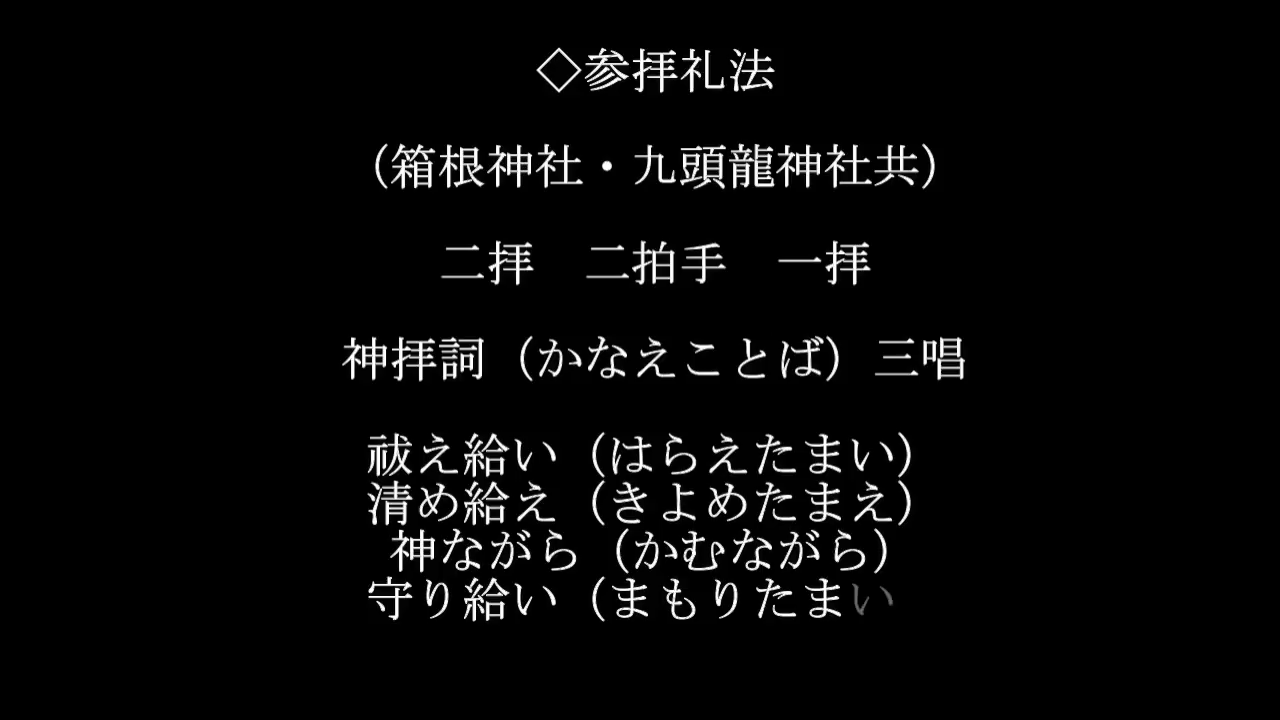 ◇参拝礼法
（箱根神社・九頭龍神社共）
二拝　二拍手　一拝
神拝詞（かなえことば）三唱
祓え給い（はらえたまい）
清め給え（きよめたまえ）
神ながら（かむながら）
守り給い（まもりたまい